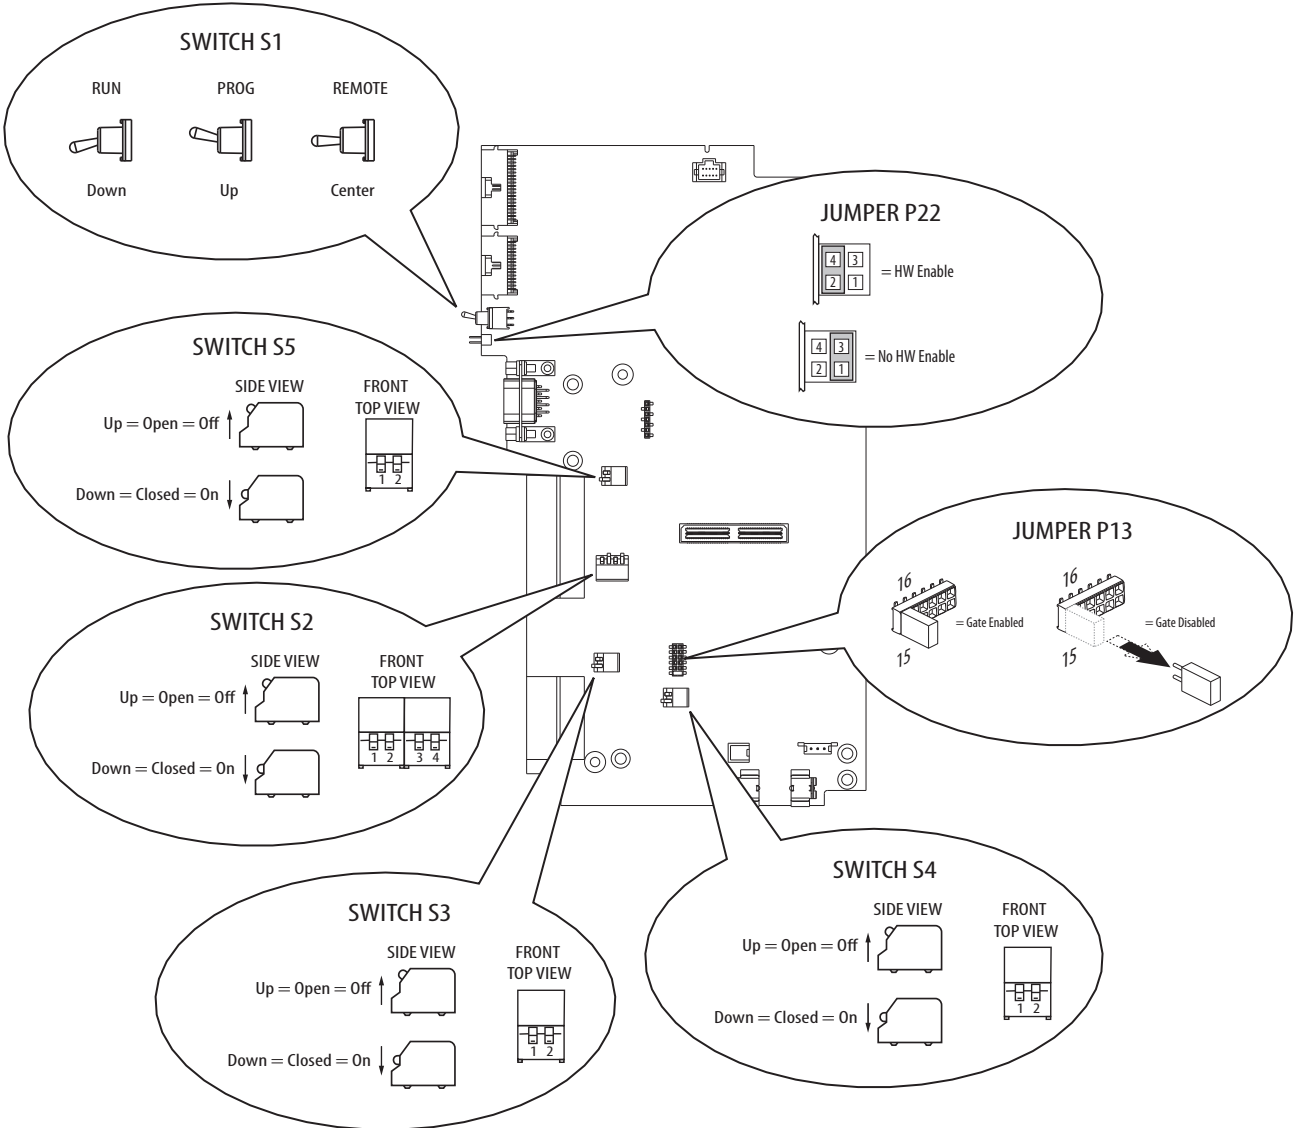 SWITCH S1
RUN PROG REMOTE
Down Up Center
JUMPER P22
4 3
2 1
= HW Enable
4 3
2 1
= No HW Enable
SWITCH S5
SIDE VIEW
FRONT
TOP VIEW
Up = Open = Off
1 2
Down = Closed = On
JUMPER P13
16
15
= Gate Enabled
16
15
= Gate Disabled
SWITCH S2
SIDE VIEW
FRONT
TOP VIEW
Up = Open = Off
1 2 3 4
Down = Closed = On
SWITCH S3
SIDE VIEW
FRONT
TOP VIEW
Up = Open = Off
1 2
Down = Closed = On
SWITCH S4
SIDE VIEW
FRONT
TOP VIEW
Up = Open = Off
1 2
Down = Closed = On